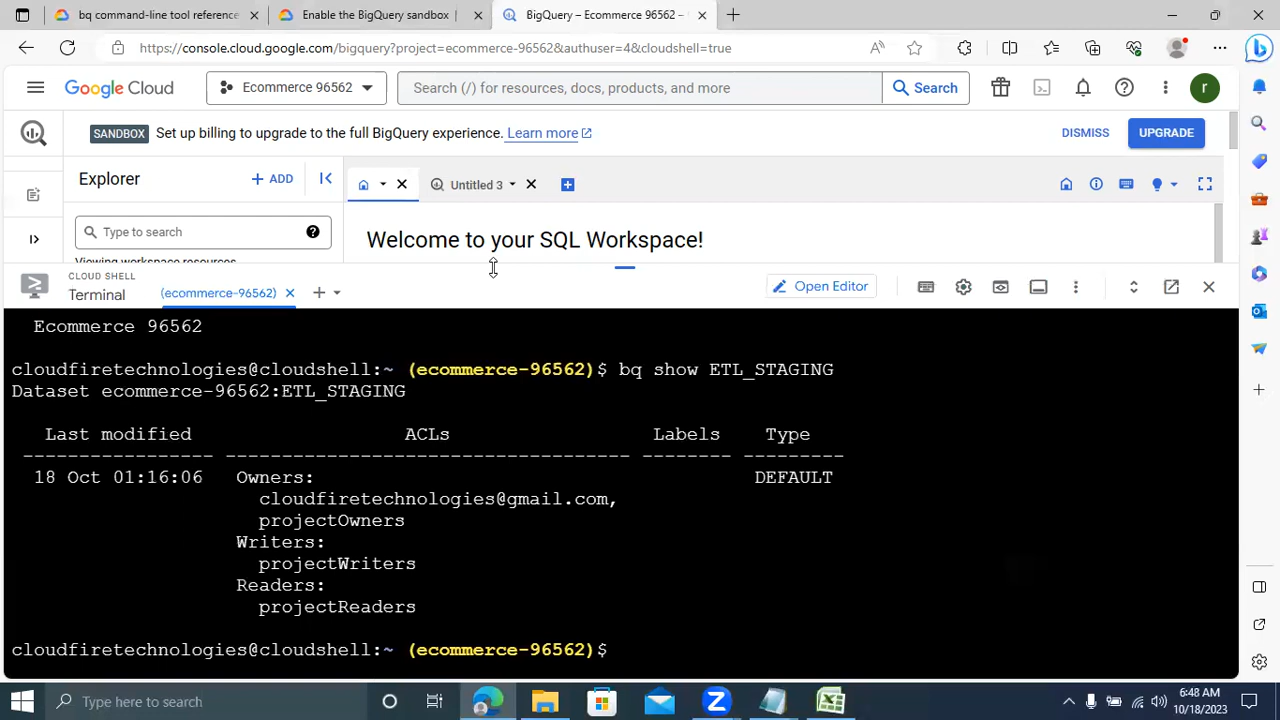 bq command-line tool reference
Enable the BigQuery sandbox
BigQuery – Ecommerce 96562 –
https://console.cloud.google.com/bigquery?project=ecommerce-96562&authuser=4&cloudshell=true
Google Cloud
Ecommerce 96562
Search (/) for resources, docs, products, and more
Search
r
SANDBOX Set up billing to upgrade to the full BigQuery experience. Learn more
DISMISS
UPGRADE
Explorer
+ ADD
Untitled 3
Type to search
Welcome to your SQL Workspace!
Viewing workspace resources.
CLOUD SHELL
Terminal
(ecommerce-96562)
Open Editor
Ecommerce 96562
cloudfiretechnologies@cloudshell:~ (ecommerce-96562)$ bq show ETL_STAGING
Dataset ecommerce-96562:ETL_STAGING
Last modified ACLs Labels Type
----------------- ------------------------------------ -------- ---------
18 Oct 01:16:06 Owners: DEFAULT
cloudfiretechnologies@gmail.com,
projectOwners
Writers:
projectWriters
Readers:
projectReaders
cloudfiretechnologies@cloudshell:~ (ecommerce-96562)$
Type here to search
6:48 AM
10/18/2023